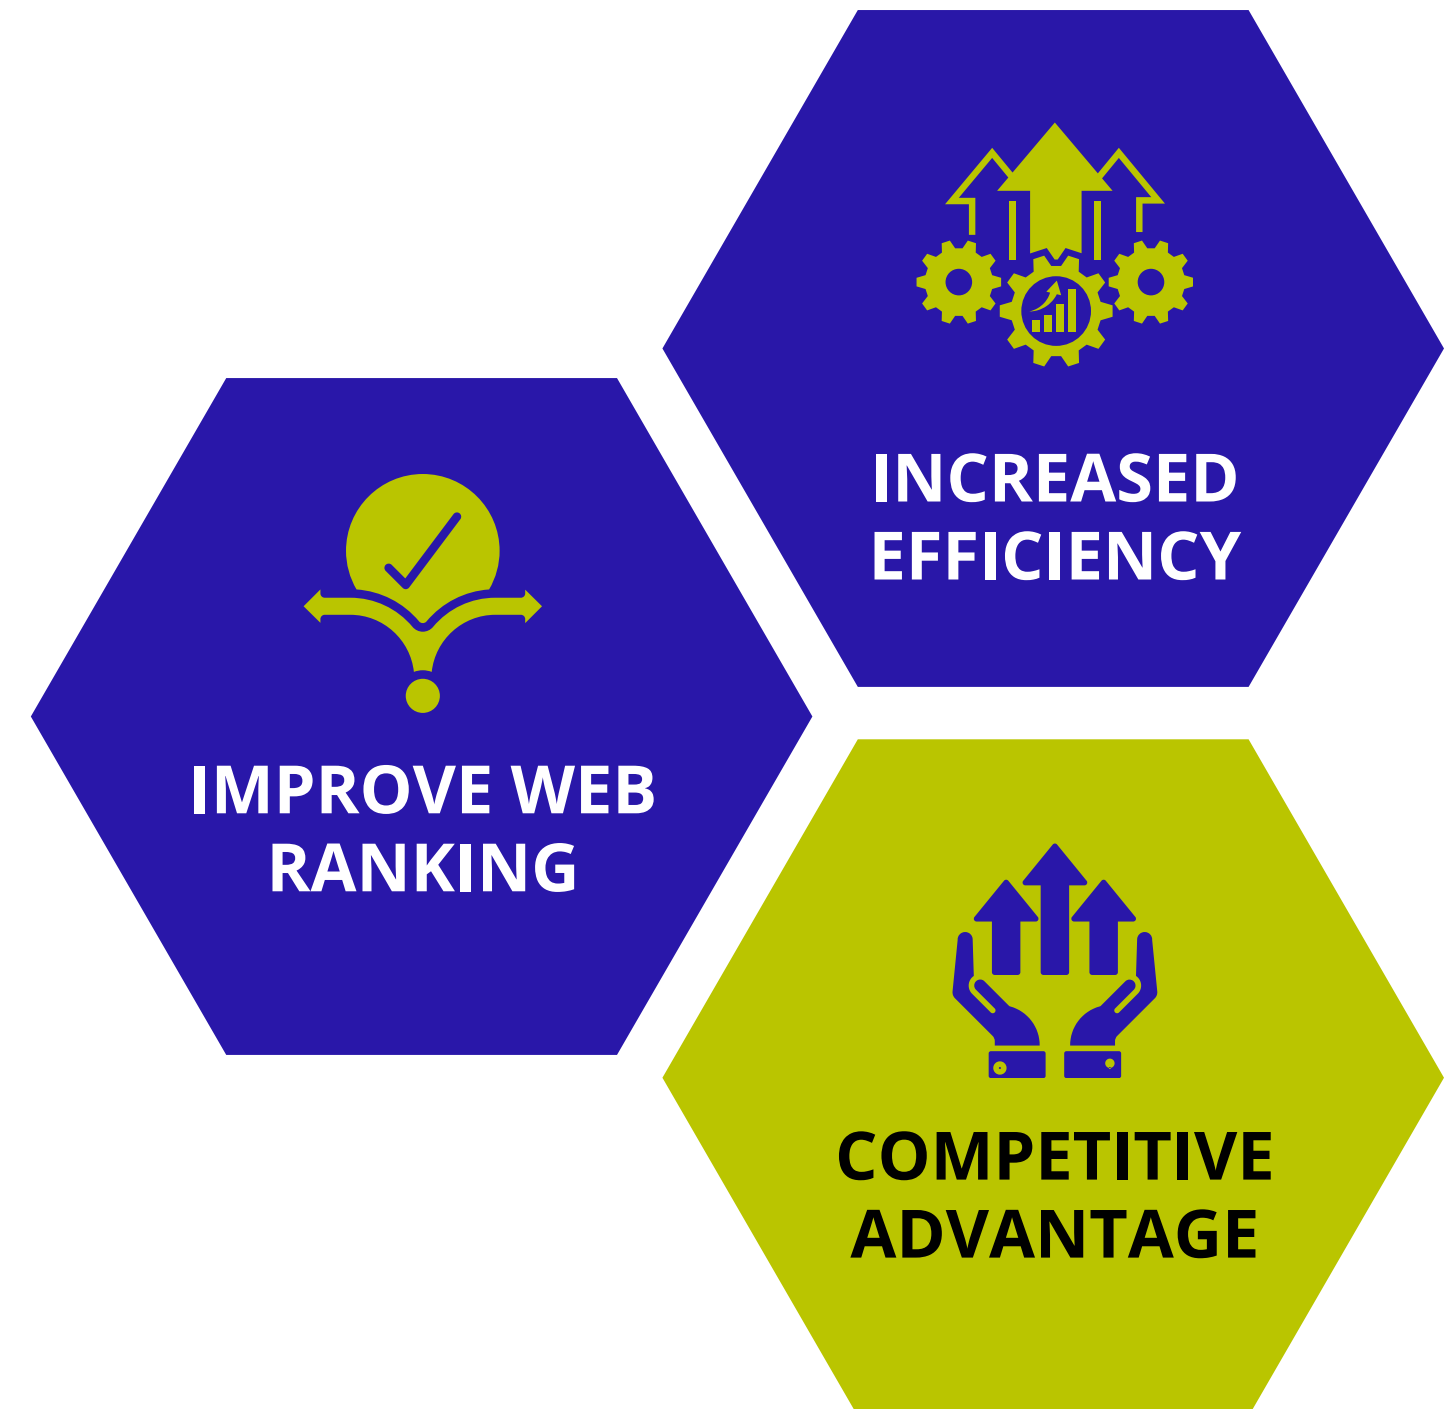 INCREASED
EFFICIENCY
IMPROVE WEB
RANKING
COMPETITIVE
ADVANTAGE